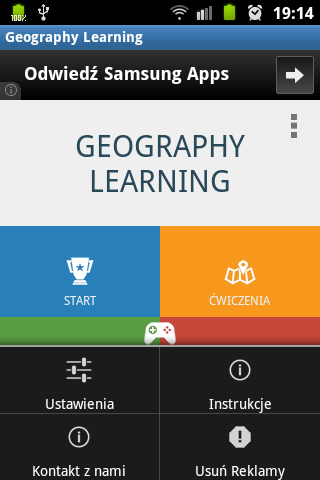 100%
19:14
Geography Learning
Odwiedź Samsung Apps
GEOGRAPHY
LEARNING
START
ĆWICZENIA
Ustawienia
Instrukcje
Kontakt z nami
Usuń Reklamy